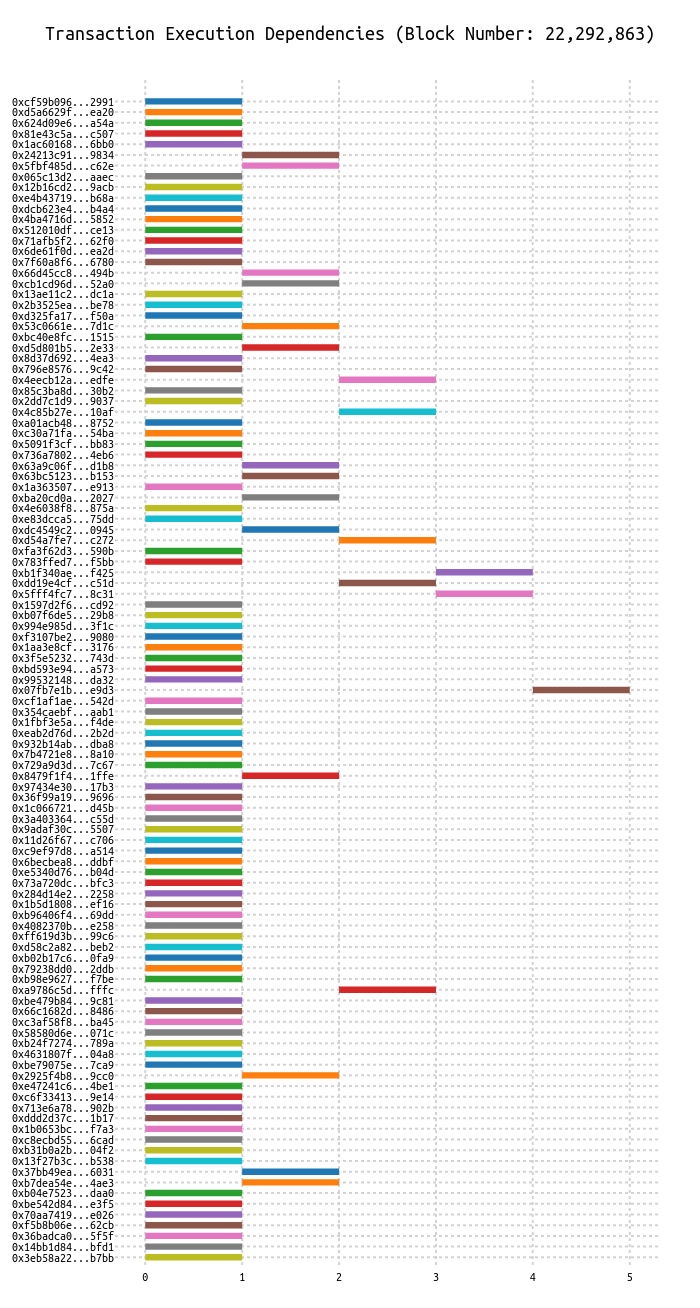 Transaction Execution Dependencies (Block Number: 22,292,863)
0xcf59b096...2991
0xd5a6629f...ea20
0x624d09e6...a54a
0x81e43c5a...c507
0x1ac60168...6bb0
0x24213c91...9834
0x5fbf485d...c62e
0x065c13d2...aaec
0x12b16cd2...9acb
0xe4b43719...b68a
0xdcb623e4...b4a4
0x4ba4716d...5852
0x512010df...ce13
0x71afb5f2...62f0
0x6de61f0d...ea2d
0x7f60a8f6...6780
0x66d45cc8...494b
0xcb1cd96d...52a0
0x13ae11c2...dc1a
0x2b3525ea...be78
0xd325fa17...f50a
0x53c0661e...7d1c
0xbc40e8fc...1515
0xd5d801b5...2e33
0x8d37d692...4ea3
0x796e8576...9c42
0x4eecb12a...edfe
0x85c3ba8d...30b2
0x2dd7c1d9...9037
0x4c85b27e...10af
0xa01acb48...8752
0xc30a71fa...54ba
0x5091f3cf...bb83
0x736a7802...4eb6
0x63a9c06f...d1b8
0x63bc5123...b153
0x1a363507...e913
0xba20cd0a...2027
0x4e6038f8...875a
0xe83dcca5...75dd
0xdc4549c2...0945
0xd54a7fe7...c272
0xfa3f62d3...590b
0x783ffed7...f5bb
0xb1f340ae...f425
0xdd19e4cf...c51d
0x5fff4fc7...8c31
0x1597d2f6...cd92
0xb07f6de5...29b8
0x994e985d...3f1c
0xf3107be2...9080
0x1aa3e8cf...3176
0x3f5e5232...743d
0xbd593e94...a573
0x99532148...da32
0x07fb7e1b...e9d3
0xcf1af1ae...542d
0x354caebf...aab1
0x1fbf3e5a...f4de
0xeab2d76d...2b2d
0x932b14ab...dba8
0x7b4721e8...8a10
0x729a9d3d...7c67
0x8479f1f4...1ffe
0x97434e30...17b3
0x36f99a19...9696
0x1c066721...d45b
0x3a403364...c55d
0x9adaf30c...5507
0x11d26f67...c706
0xc9ef97d8...a514
0x6becbea8...ddbf
0xe5340d76...b04d
0x73a720dc...bfc3
0x284d14e2...2258
0x1b5d1808...ef16
0xb96406f4...69dd
0x4082370b...e258
0xff619d3b...99c6
0xd58c2a82...beb2
0xb02b17c6...0fa9
0x79238dd0...2ddb
0xb98e9627...f7be
0xa9786c5d...fffc
0xbe479b84...9c81
0x66c1682d...8486
0xc3af58f8...ba45
0x58580d6e...071c
0xb24f7274...789a
0x4631807f...04a8
0xbe79075e...7ca9
0x2925f4b8...9cc0
0xe47241c6...4be1
0xc6f33413...9e14
0x713e6a78...902b
0xddd2d37c...1b17
0x1b0653bc...f7a3
0xc8ecbd55...6cad
0xb31b0a2b...04f2
0x13f27b3c...b538
0x37bb49ea...6031
0xb7dea54e...4ae3
0xb04e7523...daa0
0xbe542d84...e3f5
0x70aa7419...e026
0xf5b8b06e...62cb
0x36badca0...5f5f
0x14bb1d84...bfd1
0x3eb58a22...b7bb
0 1 2 3 4 5